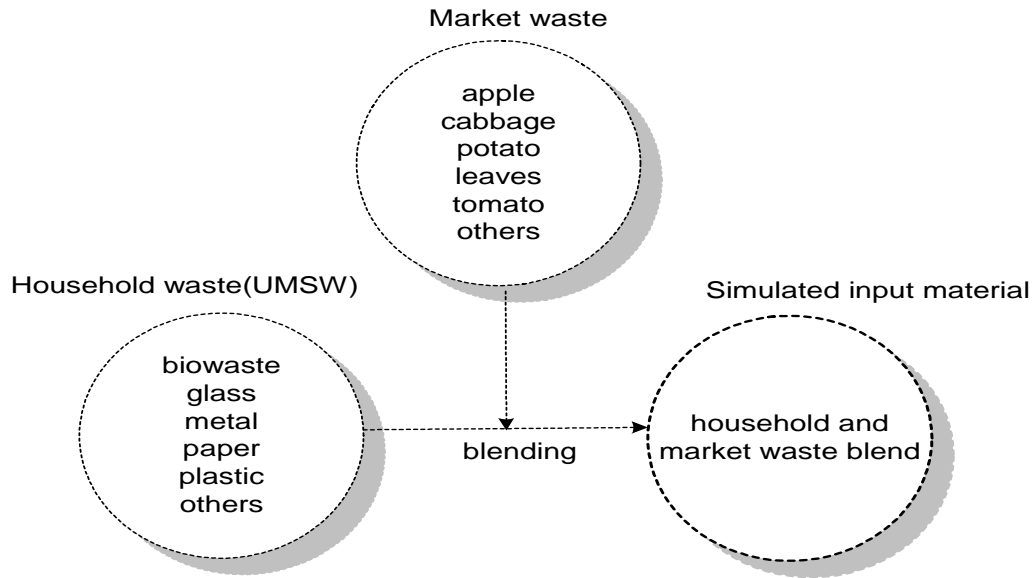 Market waste
apple
cabbage
potato
leaves
tomato
others
Household waste(UMSW)
biowaste
glass
metal
paper
plastic
others
blending
Simulated input material
household and
market waste blend